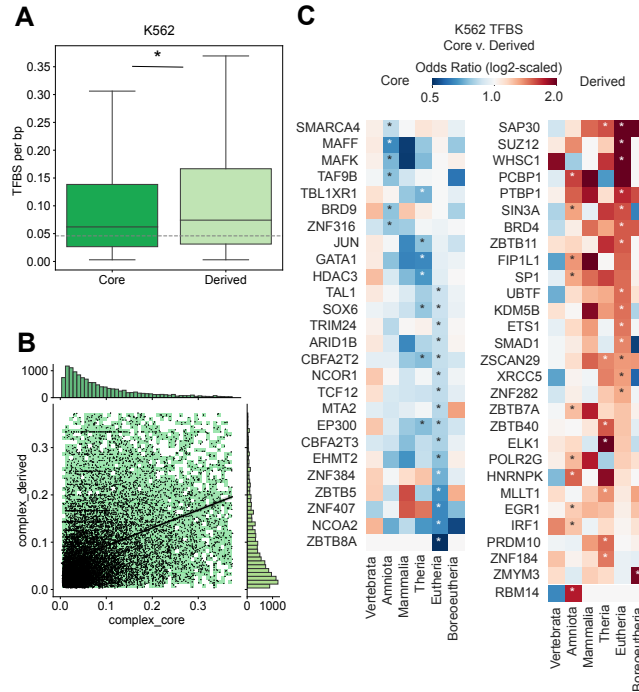 A
K562
*
TFBS per bp
0.35
0.30
0.25
0.20
0.15
0.10
0.05
0.00
Core
Derived
B
1000
0
complex_derived
0.3
0.2
0.1
0.0
0.0
0.1
0.2
0.3
0
1000
complex_core
C
K562 TFBS
Core v. Derived
Odds Ratio (log2-scaled)
Core
Derived
0.5
1.0
2.0
SMARCA4
MAFF
MAFK
TAF9B
TBL1XR1
BRD9
ZNF316
JUN
GATA1
HDAC3
TAL1
SOX6
TRIM24
ARID1B
CBFA2T2
NCOR1
TCF12
MTA2
EP300
CBFA2T3
EHMT2
ZNF384
ZBTB5
ZNF407
NCOA2
ZBTB8A
Vertebrata
Amniota
Mammalia
Theria
Eutheria
Boreoeutheria
SAP30
SUZ12
WHSC1
PCBP1
PTBP1
SIN3A
BRD4
ZBTB11
FIP1L1
SP1
UBTF
KDM5B
ETS1
SMAD1
ZSCAN29
XRCC5
ZNF282
ZBTB7A
ZBTB40
ELK1
POLR2G
HNRNPK
MLLT1
EGR1
IRF1
PRDM10
ZNF184
ZMYM3
RBM14
Vertebrata
Amniota
Mammalia
Theria
Eutheria
Boreoeutheria